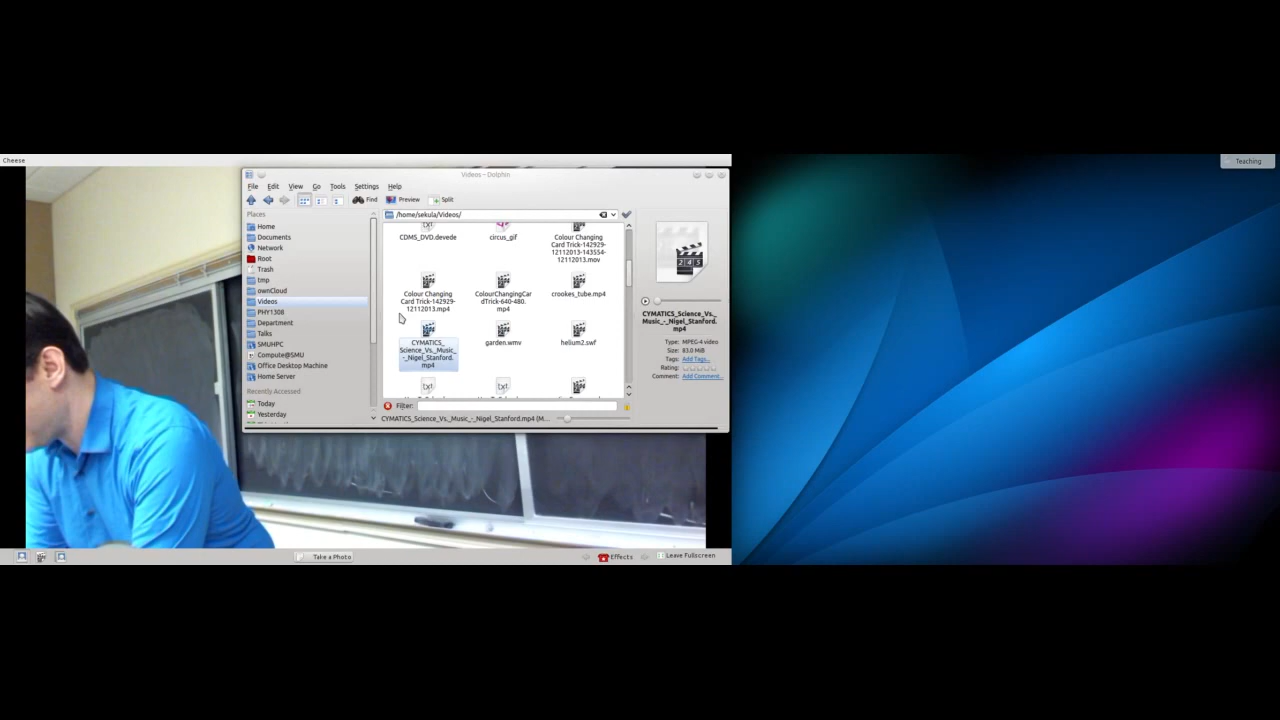 Cheese
Teaching
Videos - Dolphin
File Edit View Go Tools Settings Help
Find Preview Split
Places
Home
Documents
Network
Root
Trash
tmp
ownCloud
Videos
PHY1308
Department
Talks
SMUHPC
Compute@SMU
Office Desktop Machine
Home Server
Recently Accessed
Today
Yesterday
/home/sekula/Videos/
CDMS_DVD.devede
circus_gif
Colour Changing
Card Trick-142929-
12112013-143554-
12112013.mov
Colour Changing
Card Trick-142929-
12112013.mp4
ColourChangingCar
dTrick-640-480.
mp4
crookes_tube.mp4
CYMATICS_
Science_Vs._Music_
-_Nigel_Stanford.
mp4
garden.wmv
helium2.swf
Filter:
CYMATICS_Science_Vs._Music_-_Nigel_Stanford.mp4 (M...
CYMATICS_Science_Vs._
Music_-_Nigel_Stanford.
mp4
Type: MPEG-4 video
Size: 83.0 MiB
Tags: Add Tags...
Rating:
Comment: Add Comment...
Take a Photo
Effects
Leave Fullscreen